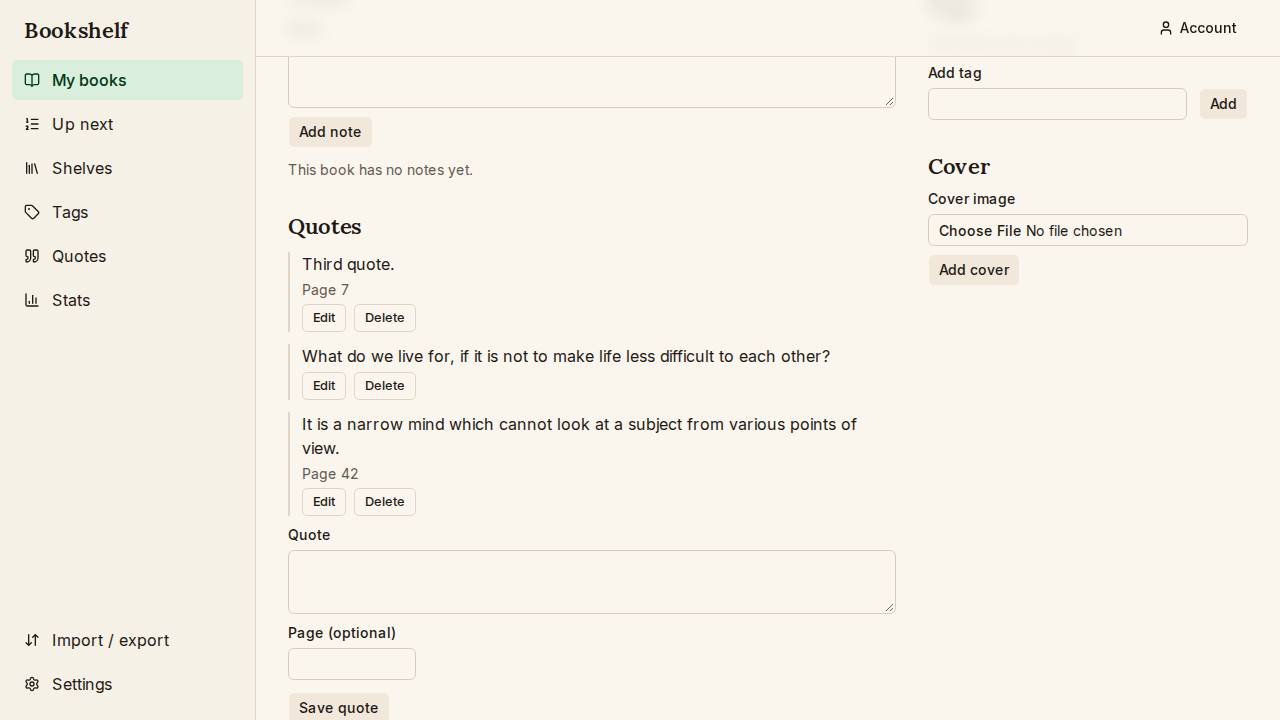 Bookshelf
My books
Up next
Shelves
Tags
Quotes
Stats
Import / export
Settings
Account
Add note
This book has no notes yet.
Quotes
Third quote.
Page 7
Edit
Delete
What do we live for, if it is not to make life less difficult to each other?
Edit
Delete
It is a narrow mind which cannot look at a subject from various points of
view.
Page 42
Edit
Delete
Quote
Page (optional)
Save quote
Add tag
Add
Cover
Cover image
Choose File No file chosen
Add cover